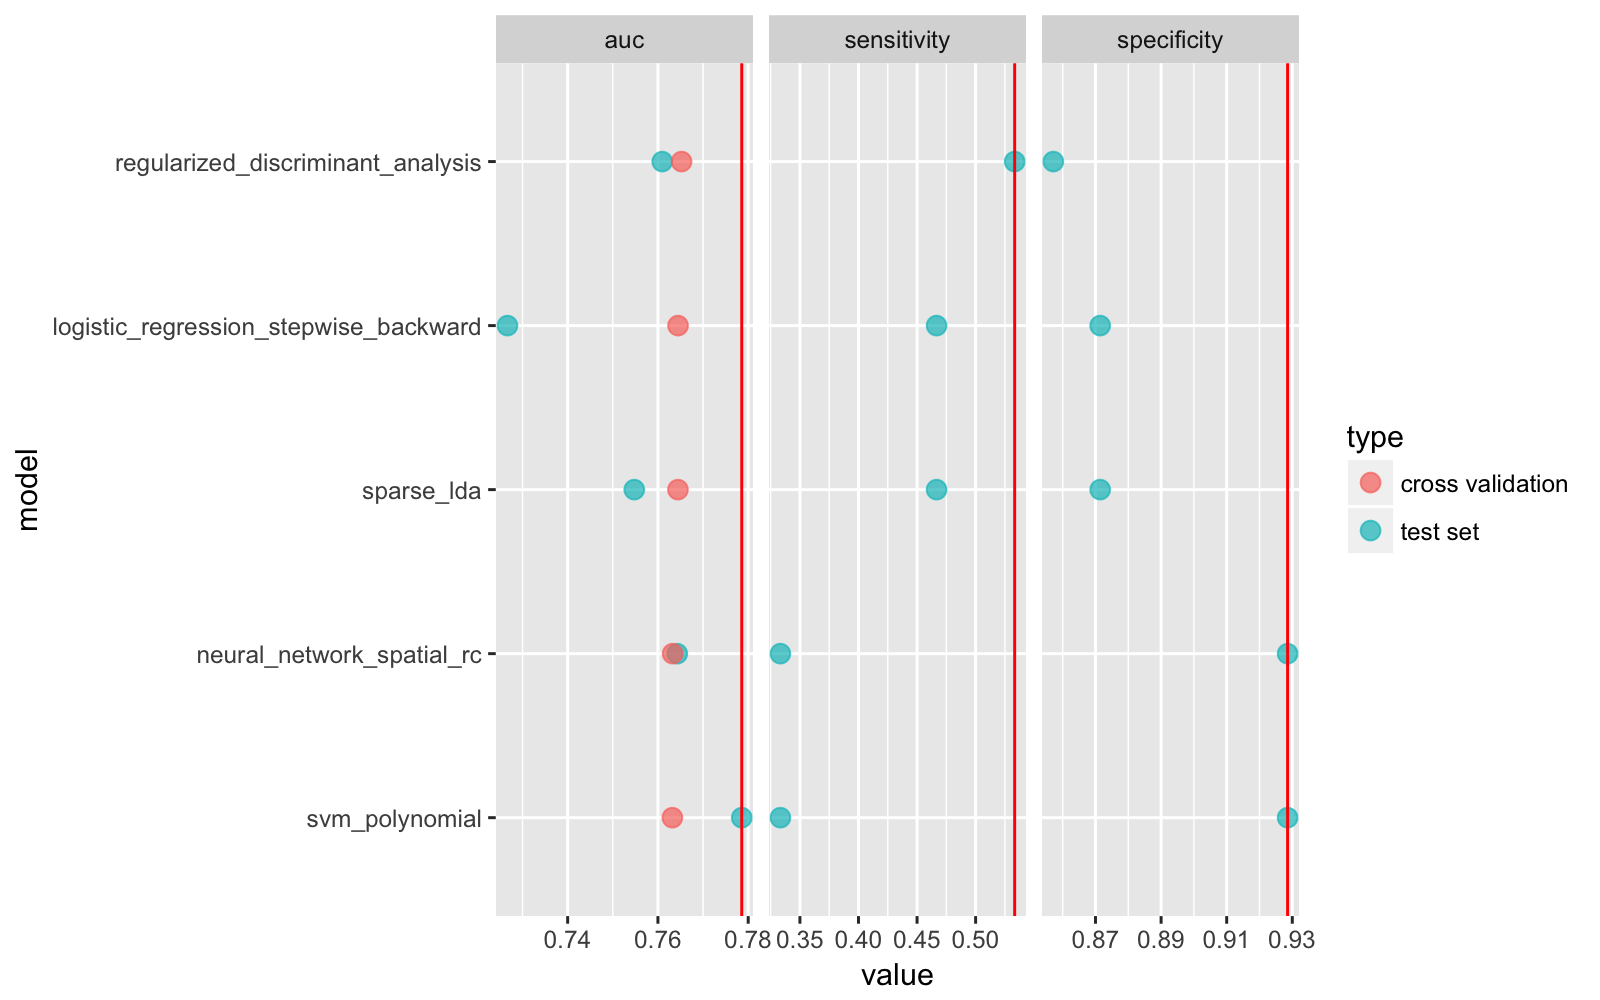 auc
sensitivity
specificity
regularized_discriminant_analysis
logistic_regression_stepwise_backward
sparse_lda
neural_network_spatial_rc
svm_polynomial
model
0.74 0.76 0.78 0.35 0.40 0.45 0.50 0.87 0.89 0.91 0.93
value
type
cross validation
test set